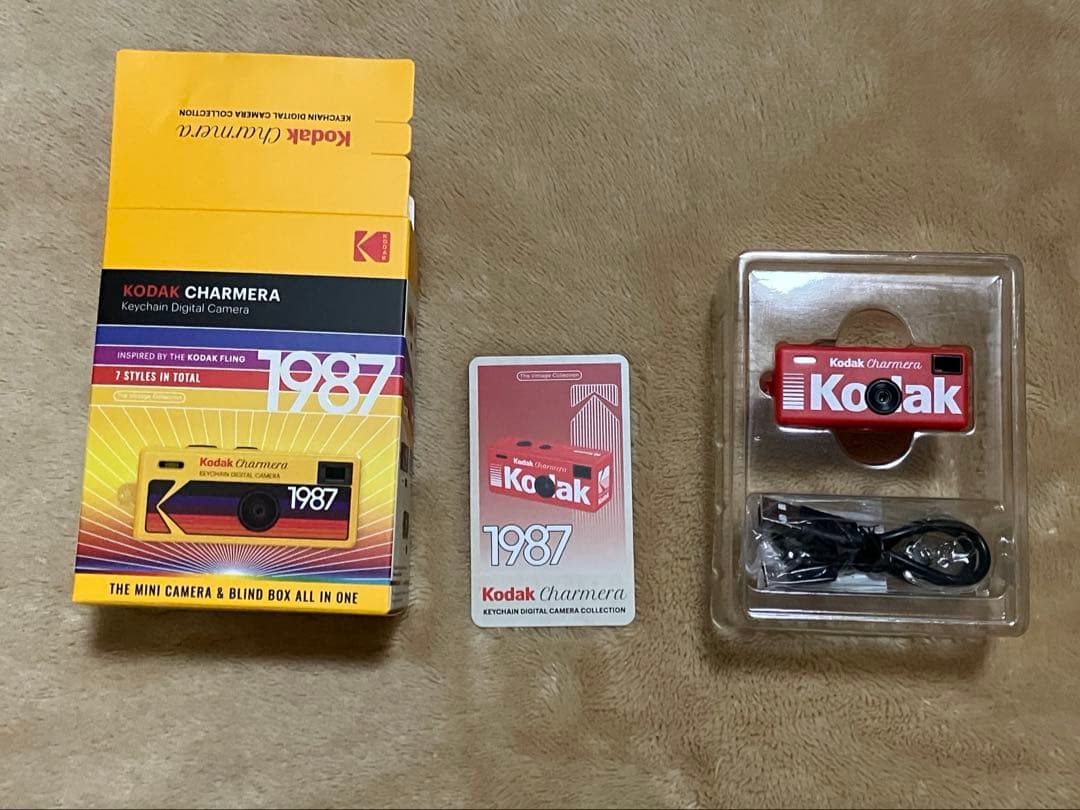 Kodak Charmera
KEYCHAIN DIGITAL CAMERA COLLECTION
KODAK
KODAK CHARMERA
Keychain Digital Camera
INSPIRED BY THE KODAK FLING
1987
7 STYLES IN TOTAL
The Vintage Collection
Kodak Charmera
KEYCHAIN DIGITAL CAMERA
1987
THE MINI CAMERA & BLIND BOX ALL IN ONE
The Vintage Collection
Kodak Charmera
Kodak
1987
Kodak Charmera
KEYCHAIN DIGITAL CAMERA COLLECTION
Kodak Charmera
Kodak